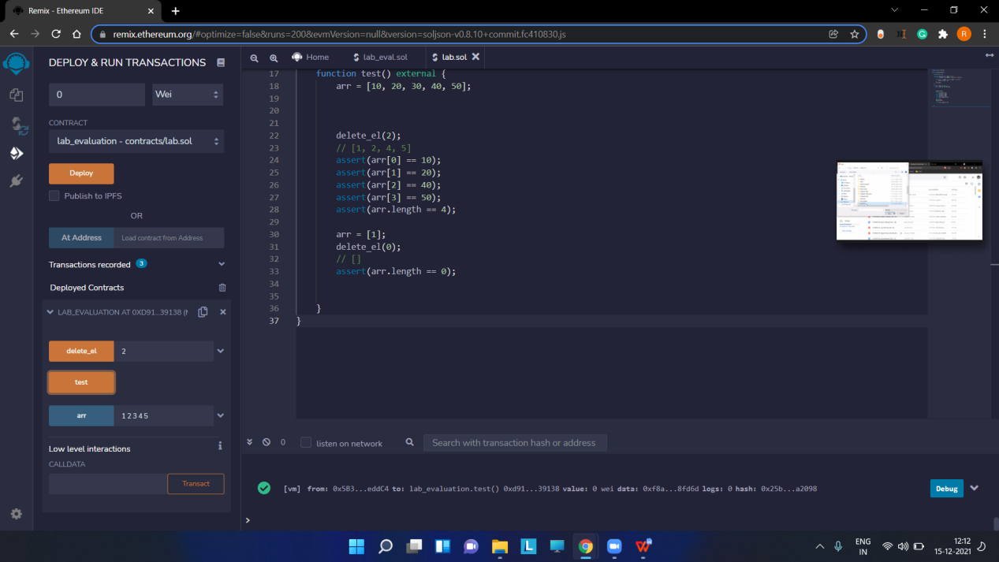 Remix - Ethereum IDE
remix.ethereum.org/#optimize=false&runs=200&evmVersion=null&version=soljson-v0.8.10+commit.fc410830.js
R
DEPLOY & RUN TRANSACTIONS
0
Wei
CONTRACT
lab_evaluation - contracts/lab.sol
Deploy
Publish to IPFS
OR
At Address
Load contract from Address
Transactions recorded 3
Deployed Contracts
LAB_EVALUATION AT 0XD91...39138 (
delete_el
2
test
arr
1 2 3 4 5
Low level interactions
i
CALLDATA
Transact
Home
lab_eval.sol
lab.sol
17 function test() external {
18 arr = [10, 20, 30, 40, 50];
19
20
21
22 delete_el(2);
23 // [1, 2, 4, 5]
24 assert(arr[0] == 10);
25 assert(arr[1] == 20);
26 assert(arr[2] == 40);
27 assert(arr[3] == 50);
28 assert(arr.length == 4);
29
30 arr = [1];
31 delete_el(0);
32 // []
33 assert(arr.length == 0);
34
35
36 }
37 }
0
listen on network
Search with transaction hash or address
[vm] from: 0x5B3...eddC4 to: lab_evaluation.test() 0xd91...39138 value: 0 wei data: 0xf8a...8fd6d logs: 0 hash: 0x25b...a2098
Debug
>
L
W
ENG
IN
12:12
15-12-2021